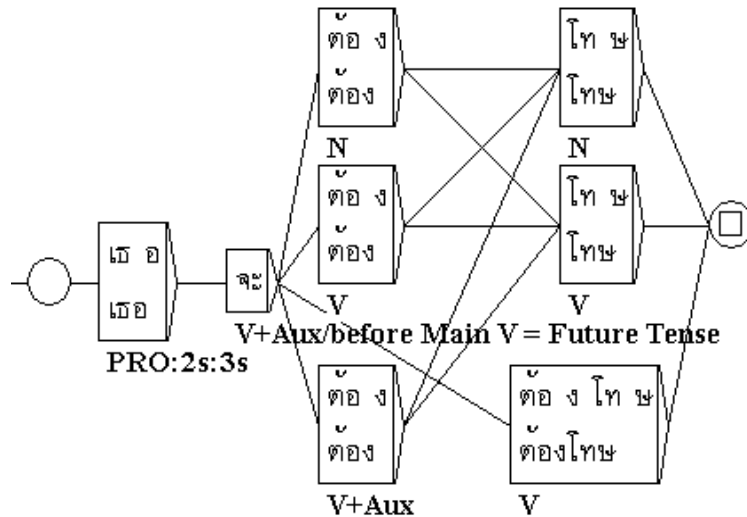 ต้อ ง
ต้อง
N
โท ษ
โทษ
N
เธ อ
เธอ
PRO:2s:3s
จะ
V+Aux/before Main V = Future Tense
ต้อ ง
ต้อง
V
โท ษ
โทษ
V
ต้อ ง
ต้อง
V+Aux
ต้อ ง โท ษ
ต้องโทษ
V